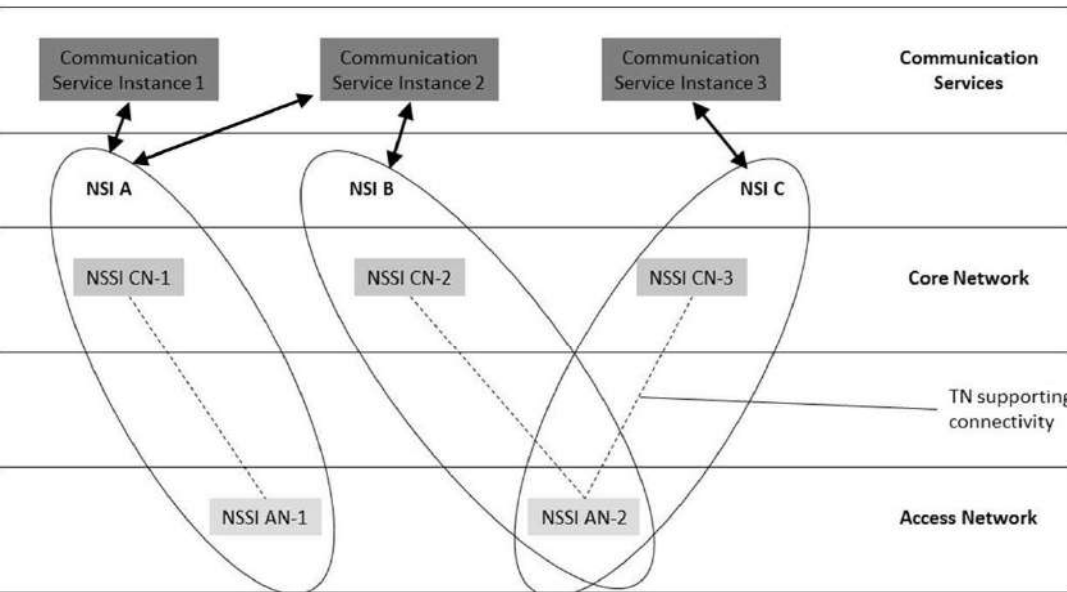 Communication
Service Instance 1
Communication
Service Instance 2
Communication
Service Instance 3
Communication
Services
NSI A
NSI B
NSI C
NSSI CN-1
NSSI CN-2
NSSI CN-3
Core Network
TN supporting
connectivity
NSSI AN-1
NSSI AN-2
Access Network